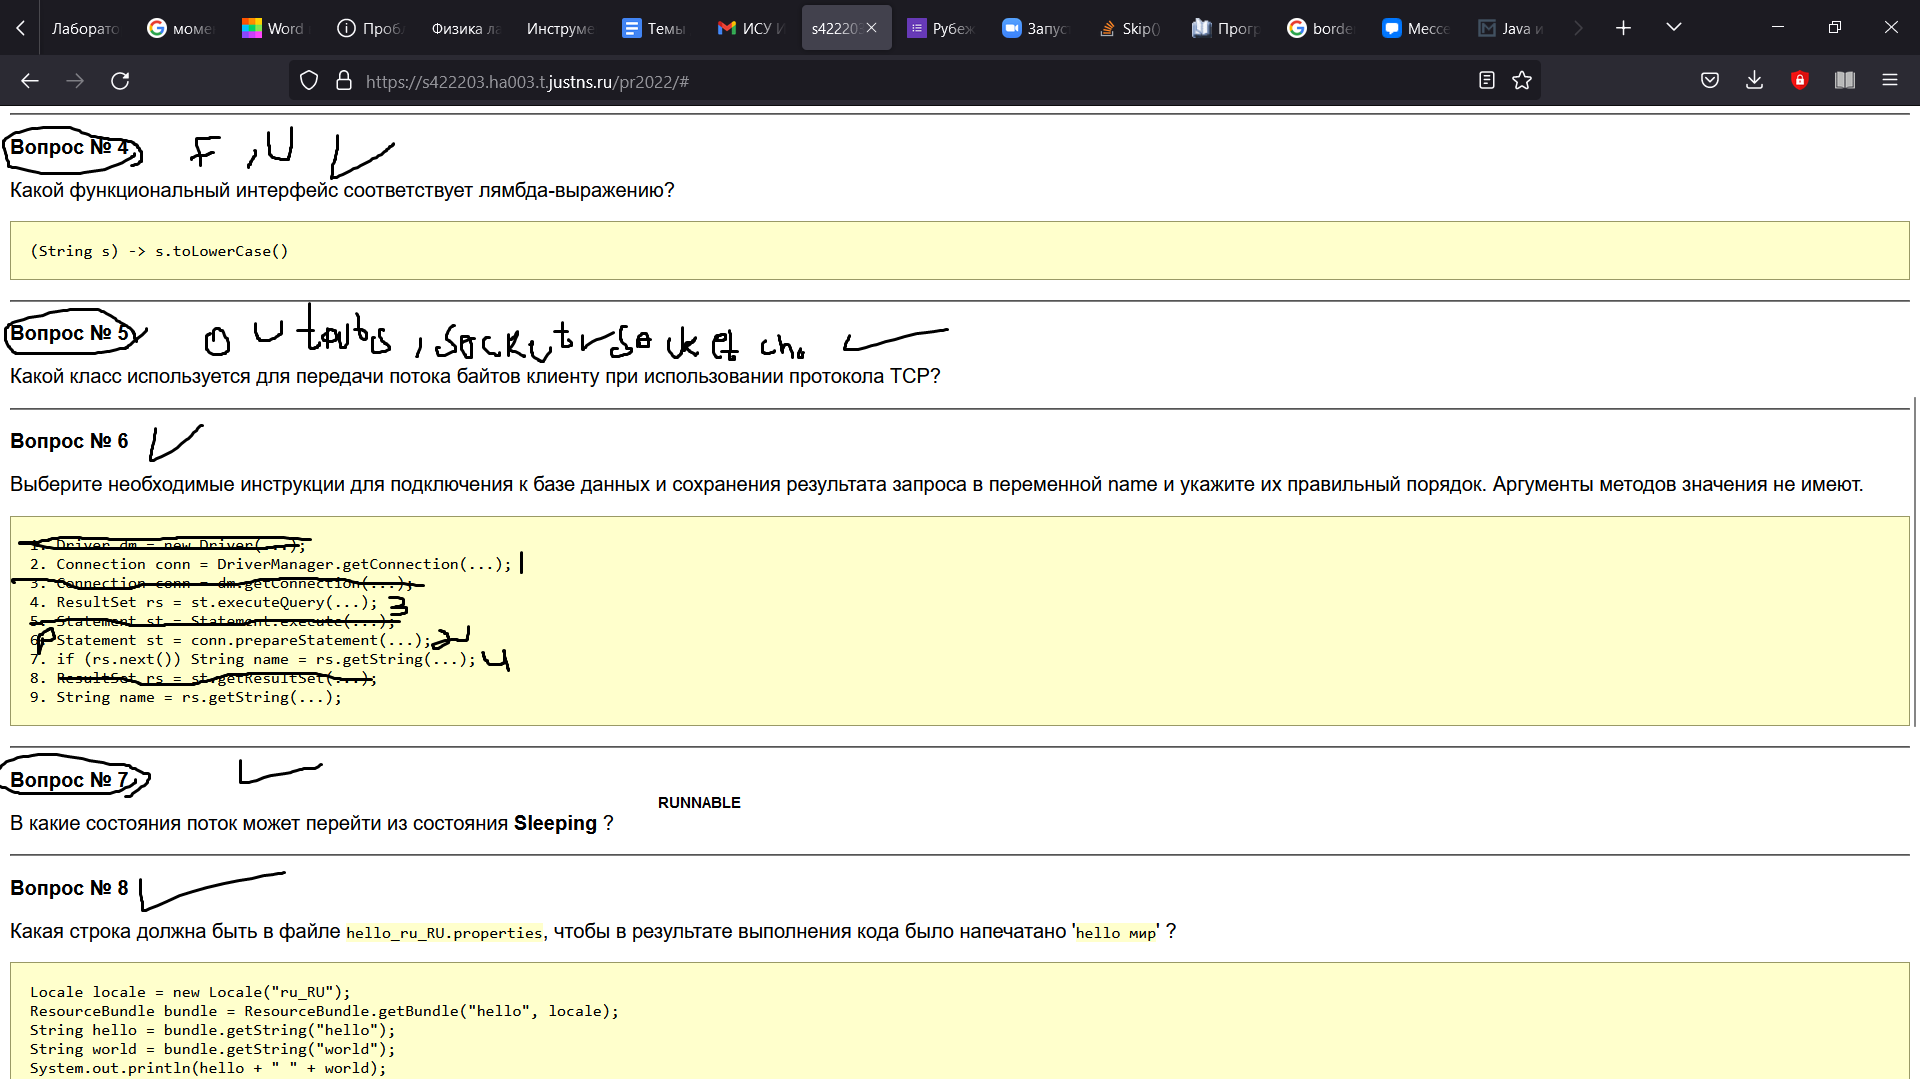 Лаборато
моме
Word
Проб
Физика ла
Инструме
Темы
ИСУ И
s422203
Рубеж
Запус
Skip()
Прог
borde
Мессе
Java и
https://s422203.ha003.t.justns.ru/pr2022/#
Вопрос № 4 F , U
Какой функциональный интерфейс соответствует лямбда-выражению?
(String s) -> s.toLowerCase()
Вопрос № 5
Какой класс используется для передачи потока байтов клиенту при использовании протокола TCP?
Вопрос № 6
Выберите необходимые инструкции для подключения к базе данных и сохранения результата запроса в переменной name и укажите их правильный порядок. Аргументы методов значения не имеют.
1. Driver dm = new Driver(...);
2. Connection conn = DriverManager.getConnection(...); 1
3. Connection conn = dm.getConnection(...);
4. ResultSet rs = st.executeQuery(...); 3
5. Statement st = Statement.execute(...);
6. Statement st = conn.prepareStatement(...); 2
7. if (rs.next()) String name = rs.getString(...); 4
8. ResultSet rs = st.getResultSet(...);
9. String name = rs.getString(...);
Вопрос № 7
RUNNABLE
В какие состояния поток может перейти из состояния Sleeping ?
Вопрос № 8
Какая строка должна быть в файле hello_ru_RU.properties, чтобы в результате выполнения кода было напечатано 'hello мир' ?
Locale locale = new Locale("ru_RU");
ResourceBundle bundle = ResourceBundle.getBundle("hello", locale);
String hello = bundle.getString("hello");
String world = bundle.getString("world");
System.out.println(hello + " " + world);